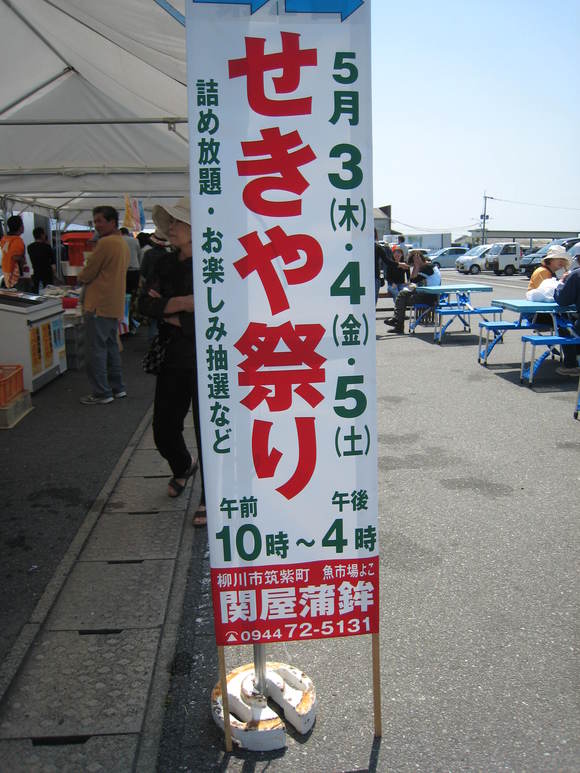 5月3(木)・4(金)・5(土)
せきや祭り
詰め放題・お楽しみ抽選など
午前 午後
10時～4時
柳川市筑紫町 魚市場よこ
関屋蒲鉾
☎0944 72-5131